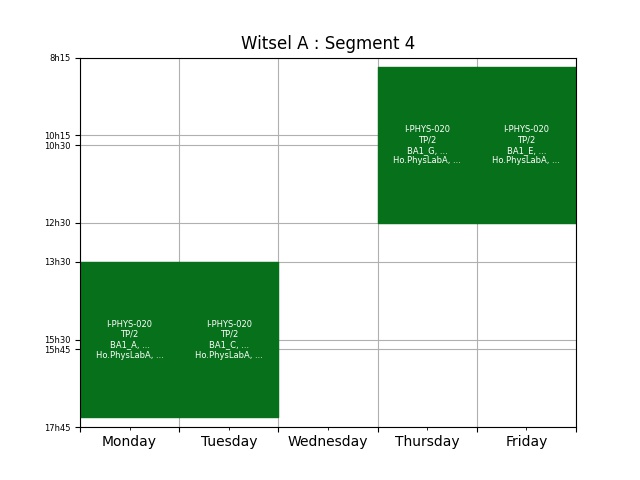 Witsel A : Segment 4
8h15
10h15
10h30
12h30
13h30
15h30
15h45
17h45
I-PHYS-020
TP/2
BA1_G, ...
Ho.PhysLabA, ...
I-PHYS-020
TP/2
BA1_E, ...
Ho.PhysLabA, ...
I-PHYS-020
TP/2
BA1_A, ...
Ho.PhysLabA, ...
I-PHYS-020
TP/2
BA1_C, ...
Ho.PhysLabA, ...
Monday
Tuesday
Wednesday
Thursday
Friday